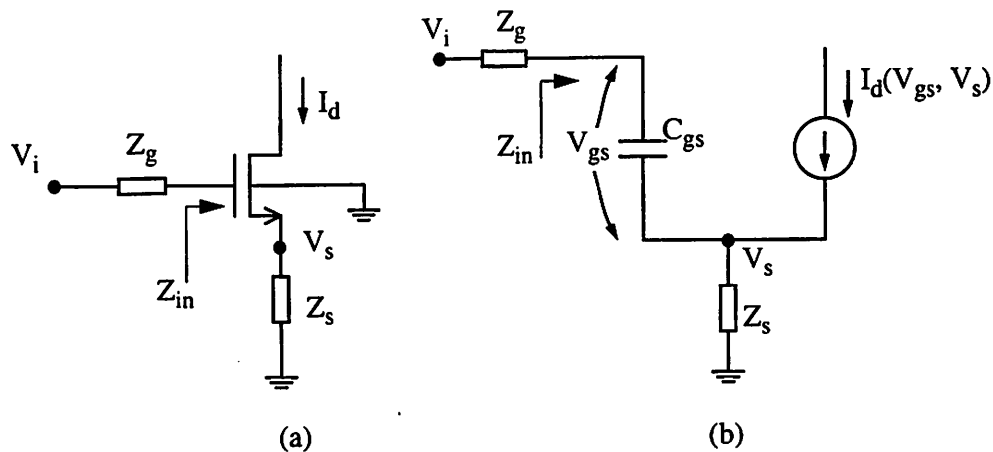 V_i
Z_g
I_d
Z_in
V_s
Z_s
(a)
V_i
Z_g
Z_in
V_gs
C_gs
I_d(V_gs, V_s)
V_s
Z_s
(b)